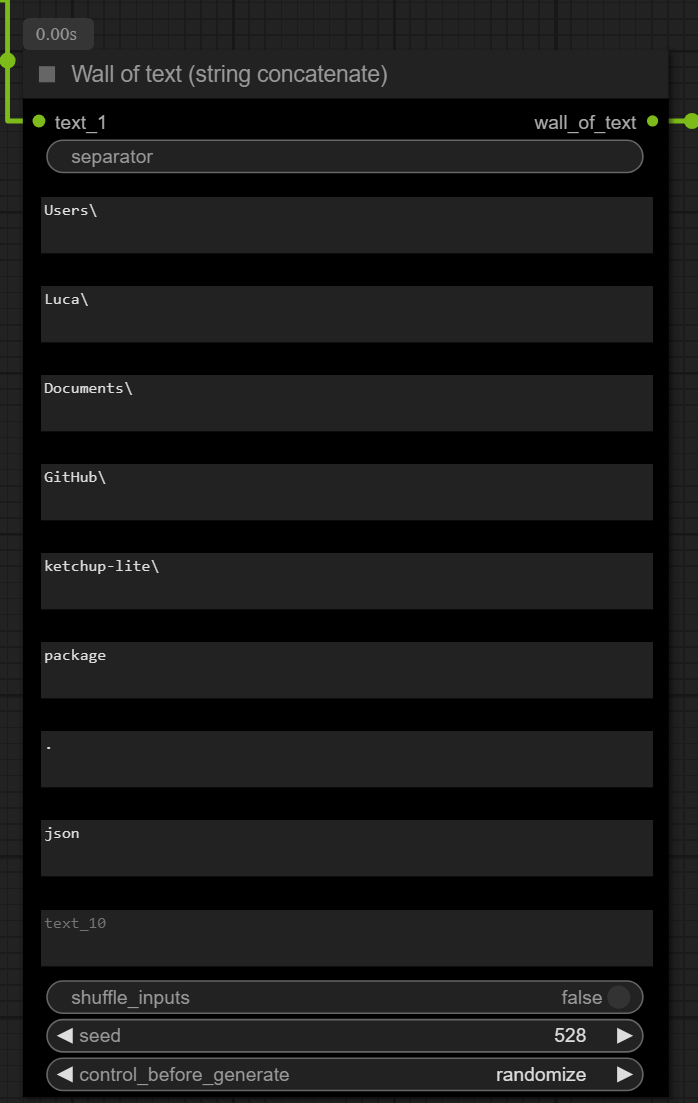 0.00s
Wall of text (string concatenate)
text_1 wall_of_text
separator
Users\
Luca\
Documents\
GitHub\
ketchup-lite\
package
.
json
text_10
shuffle_inputs false
seed 528
control_before_generate randomize